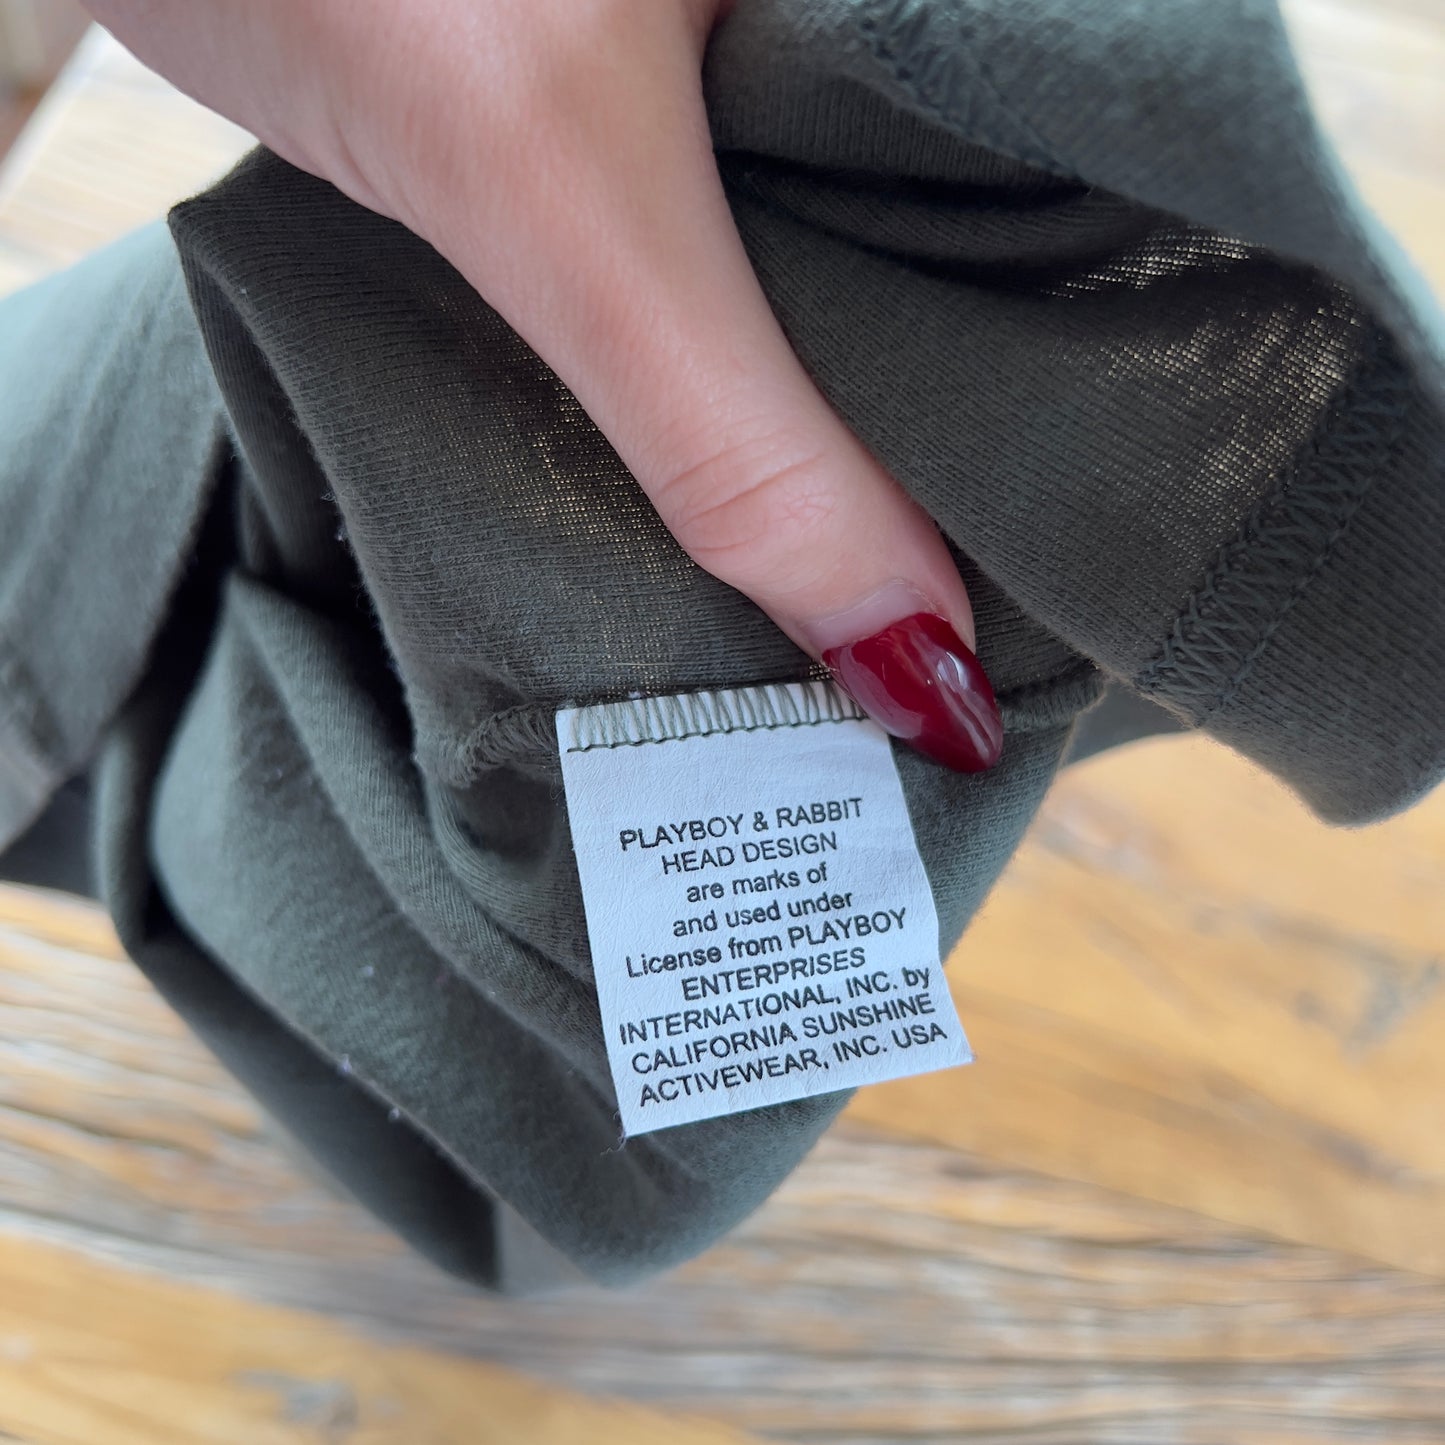 PLAYBOY & RABBIT
HEAD DESIGN
are marks of
and used under
License from PLAYBOY
ENTERPRISES
INTERNATIONAL, INC. by
CALIFORNIA SUNSHINE
ACTIVEWEAR, INC. USA